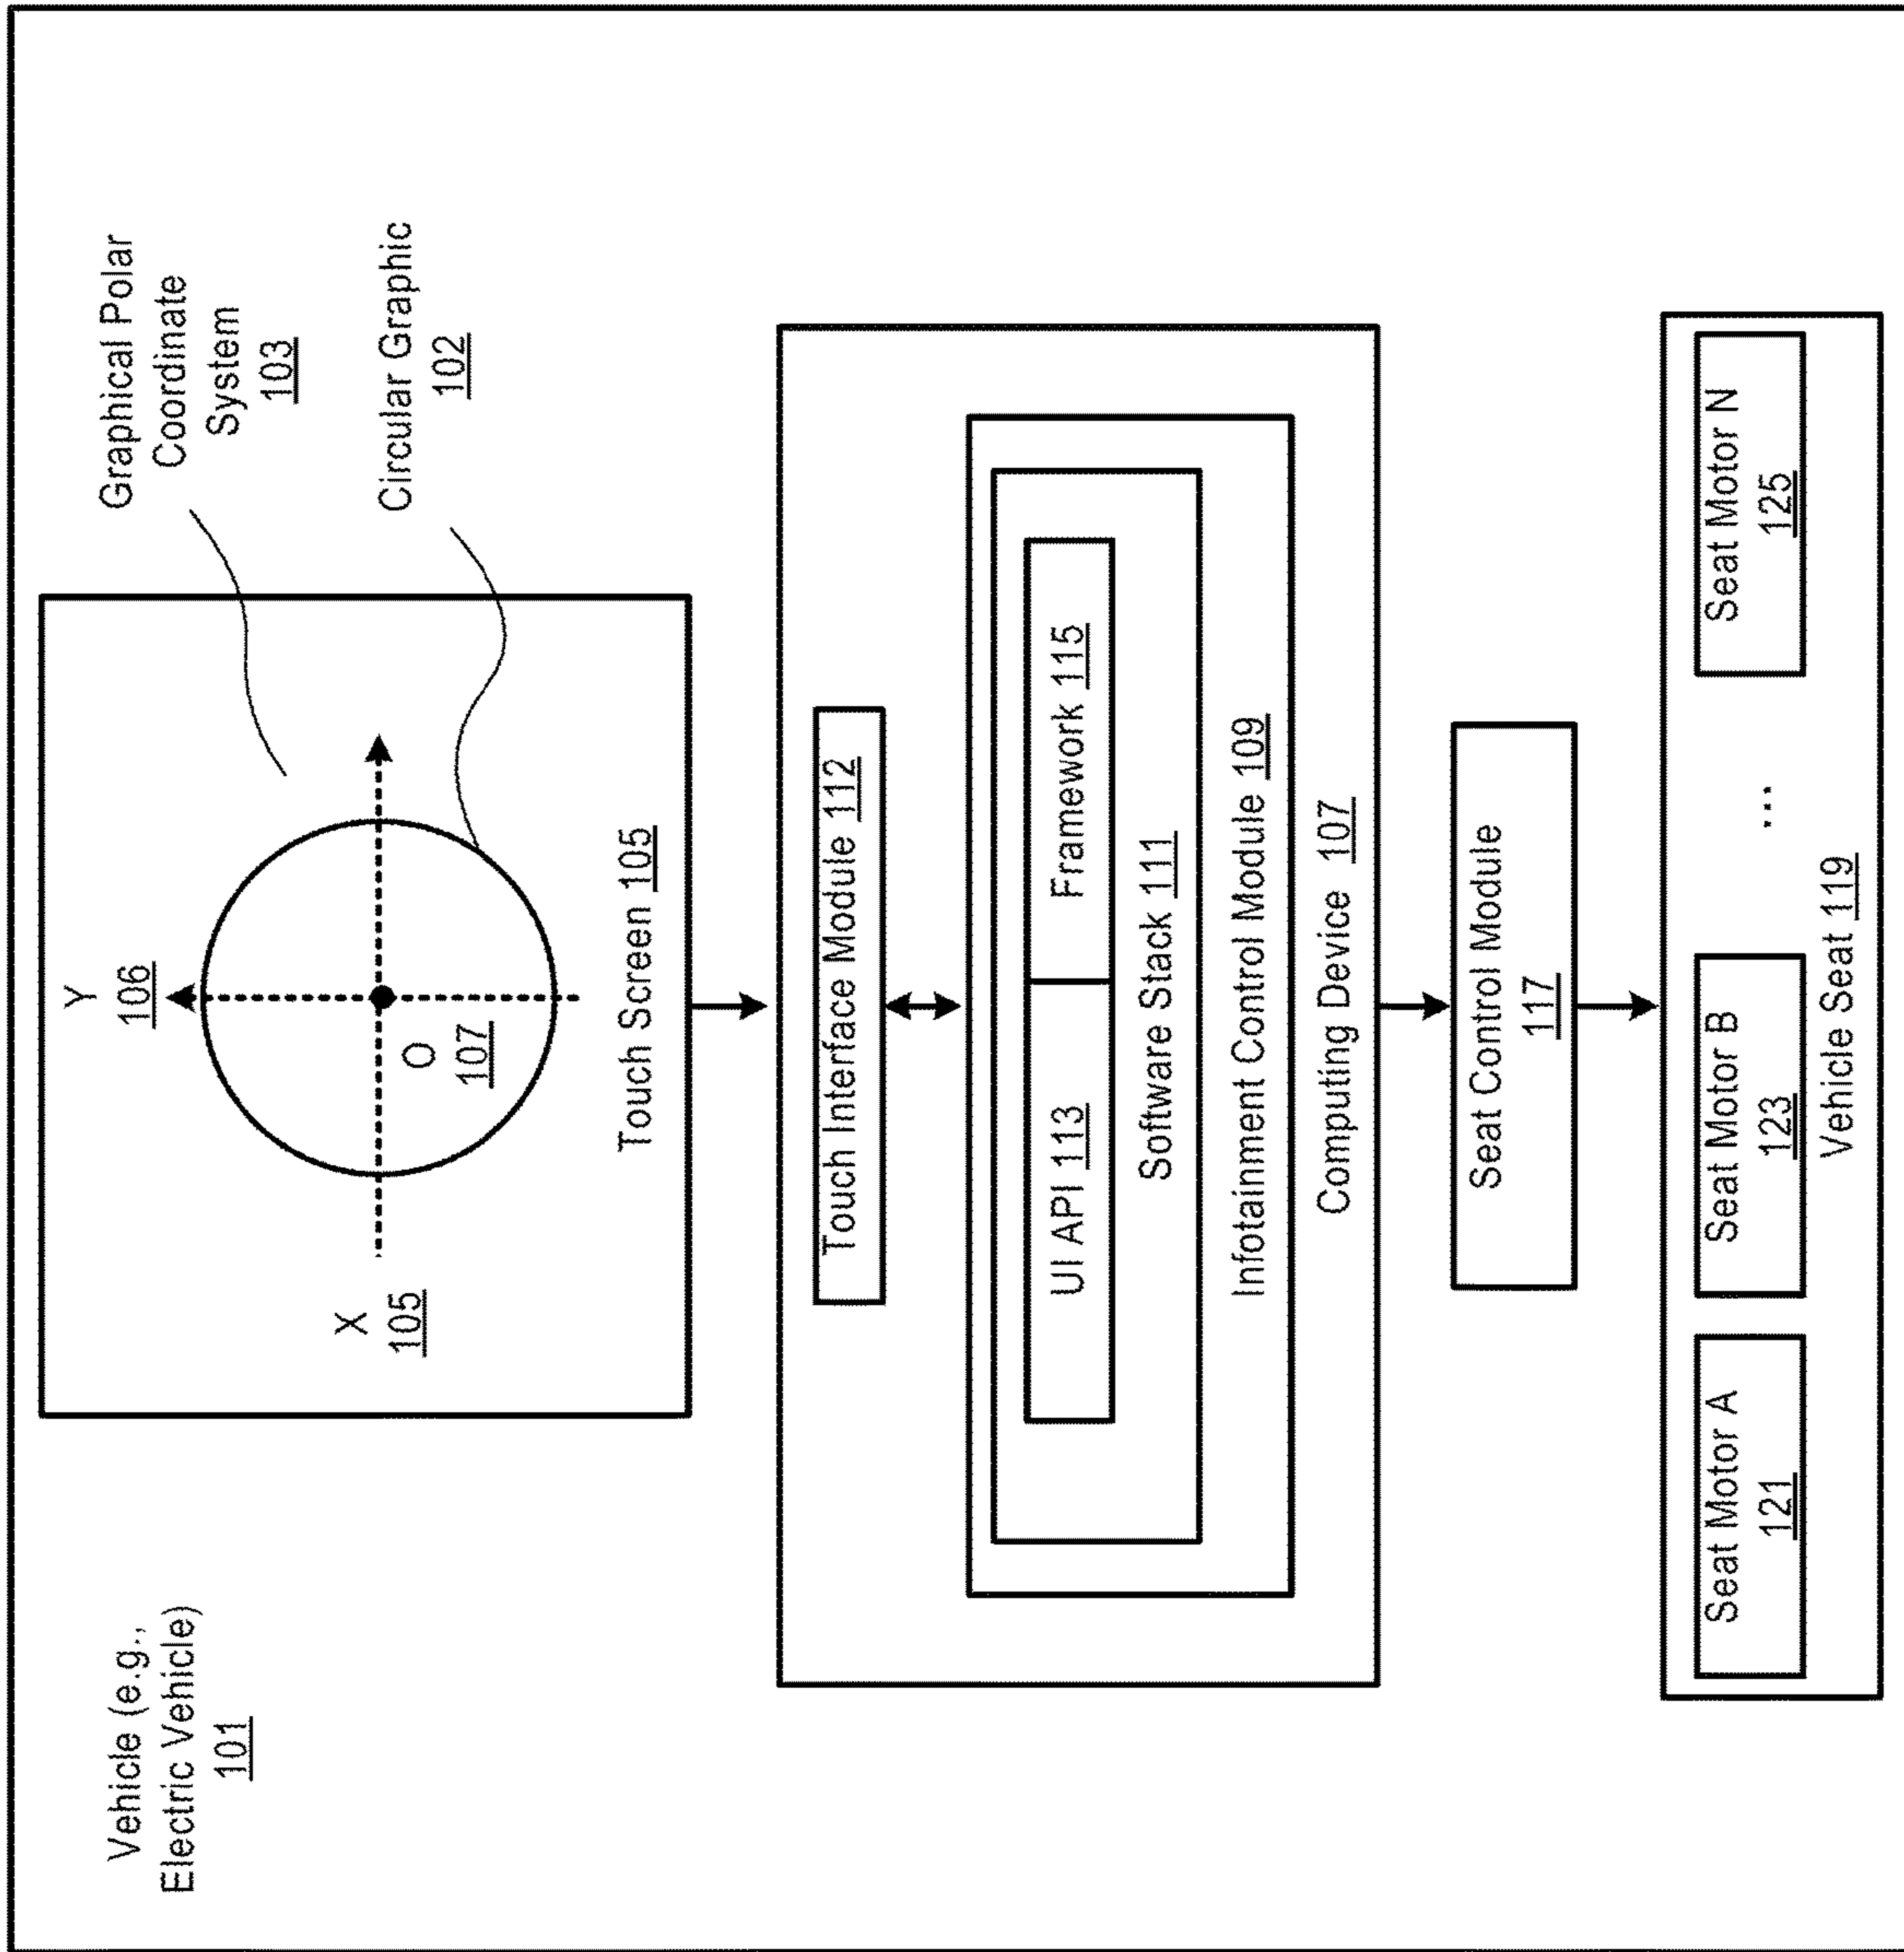 Vehicle (e.g.,
Electric Vehicle)
101
Y
106
X
105
O
107
Graphical Polar
Coordinate
System
103
Circular Graphic
102
Touch Screen 105
Touch Interface Module 112
UI API 113
Framework 115
Software Stack 111
Infotainment Control Module 109
Computing Device 107
Seat Control Module
117
Seat Motor A
121
Seat Motor B
123
...
Seat Motor N
125
Vehicle Seat 119